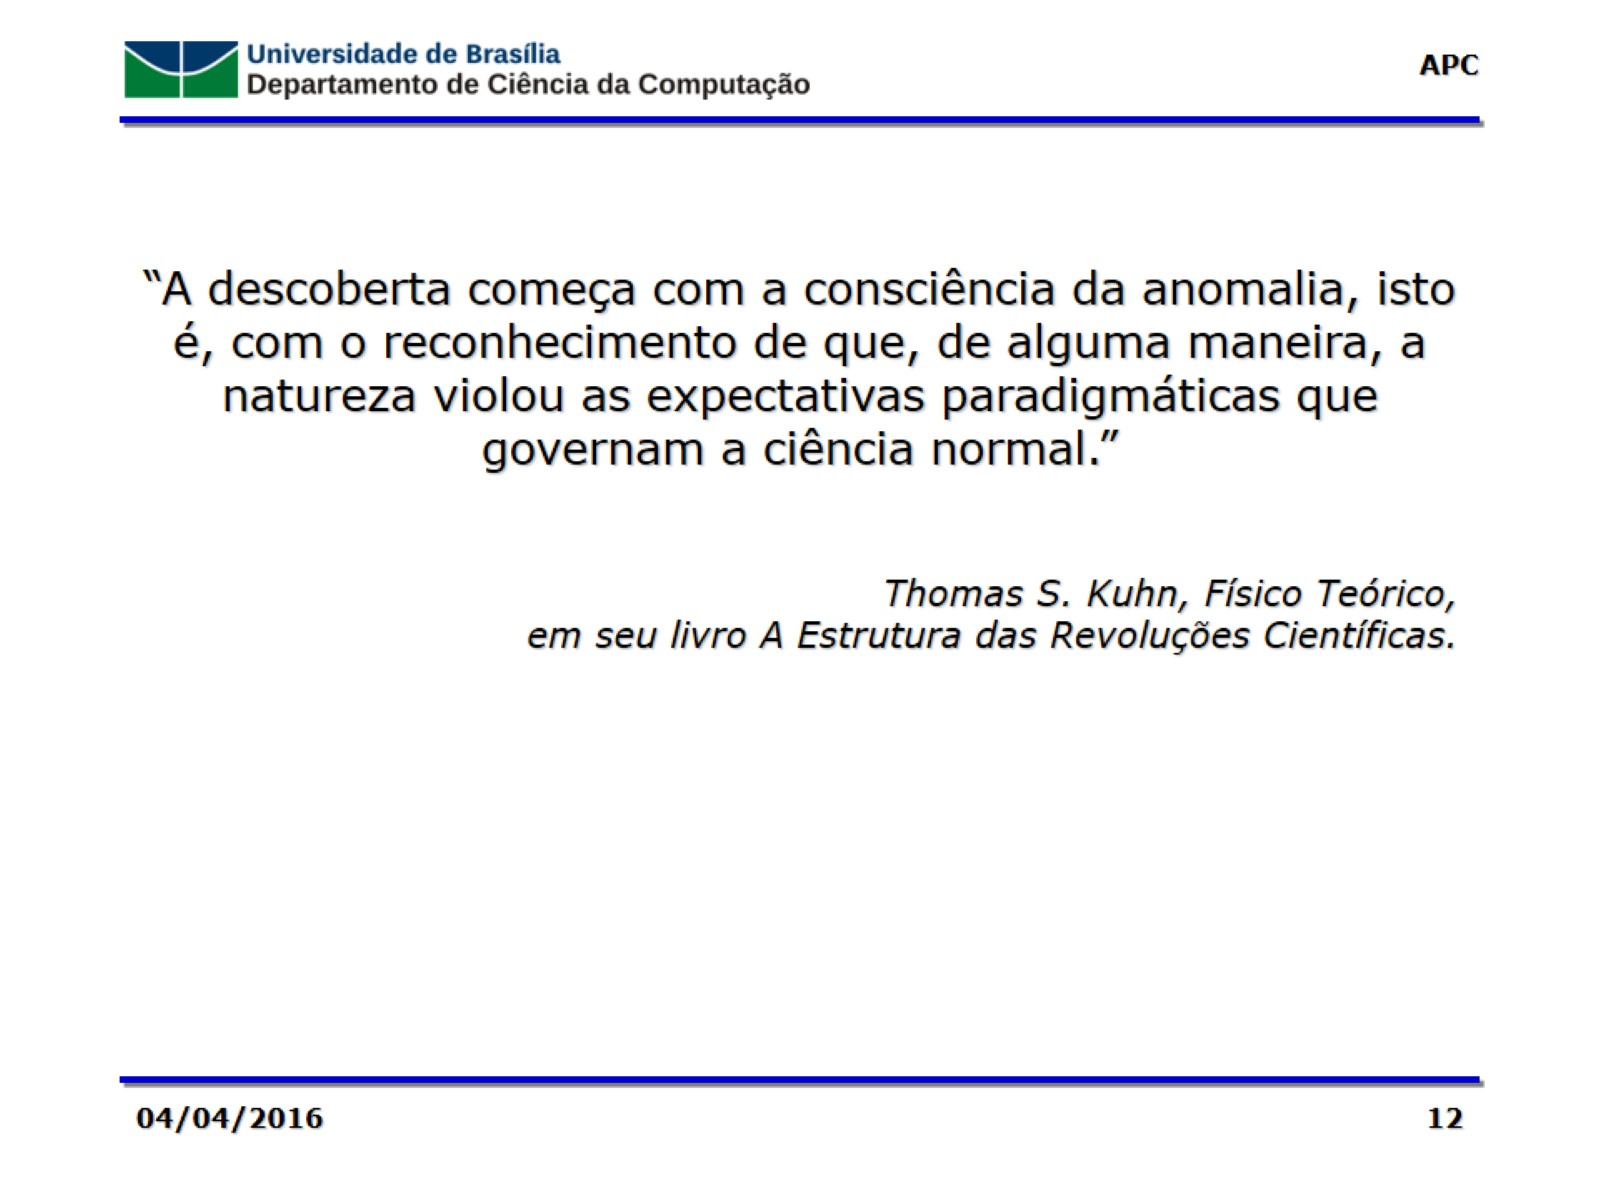 Universidade de Brasília
Departamento de Ciência da Computação
APC
“A descoberta começa com a consciência da anomalia, isto
é, com o reconhecimento de que, de alguma maneira, a
natureza violou as expectativas paradigmáticas que
governam a ciência normal.”
Thomas S. Kuhn, Físico Teórico,
em seu livro A Estrutura das Revoluções Científicas.
04/04/2016
12